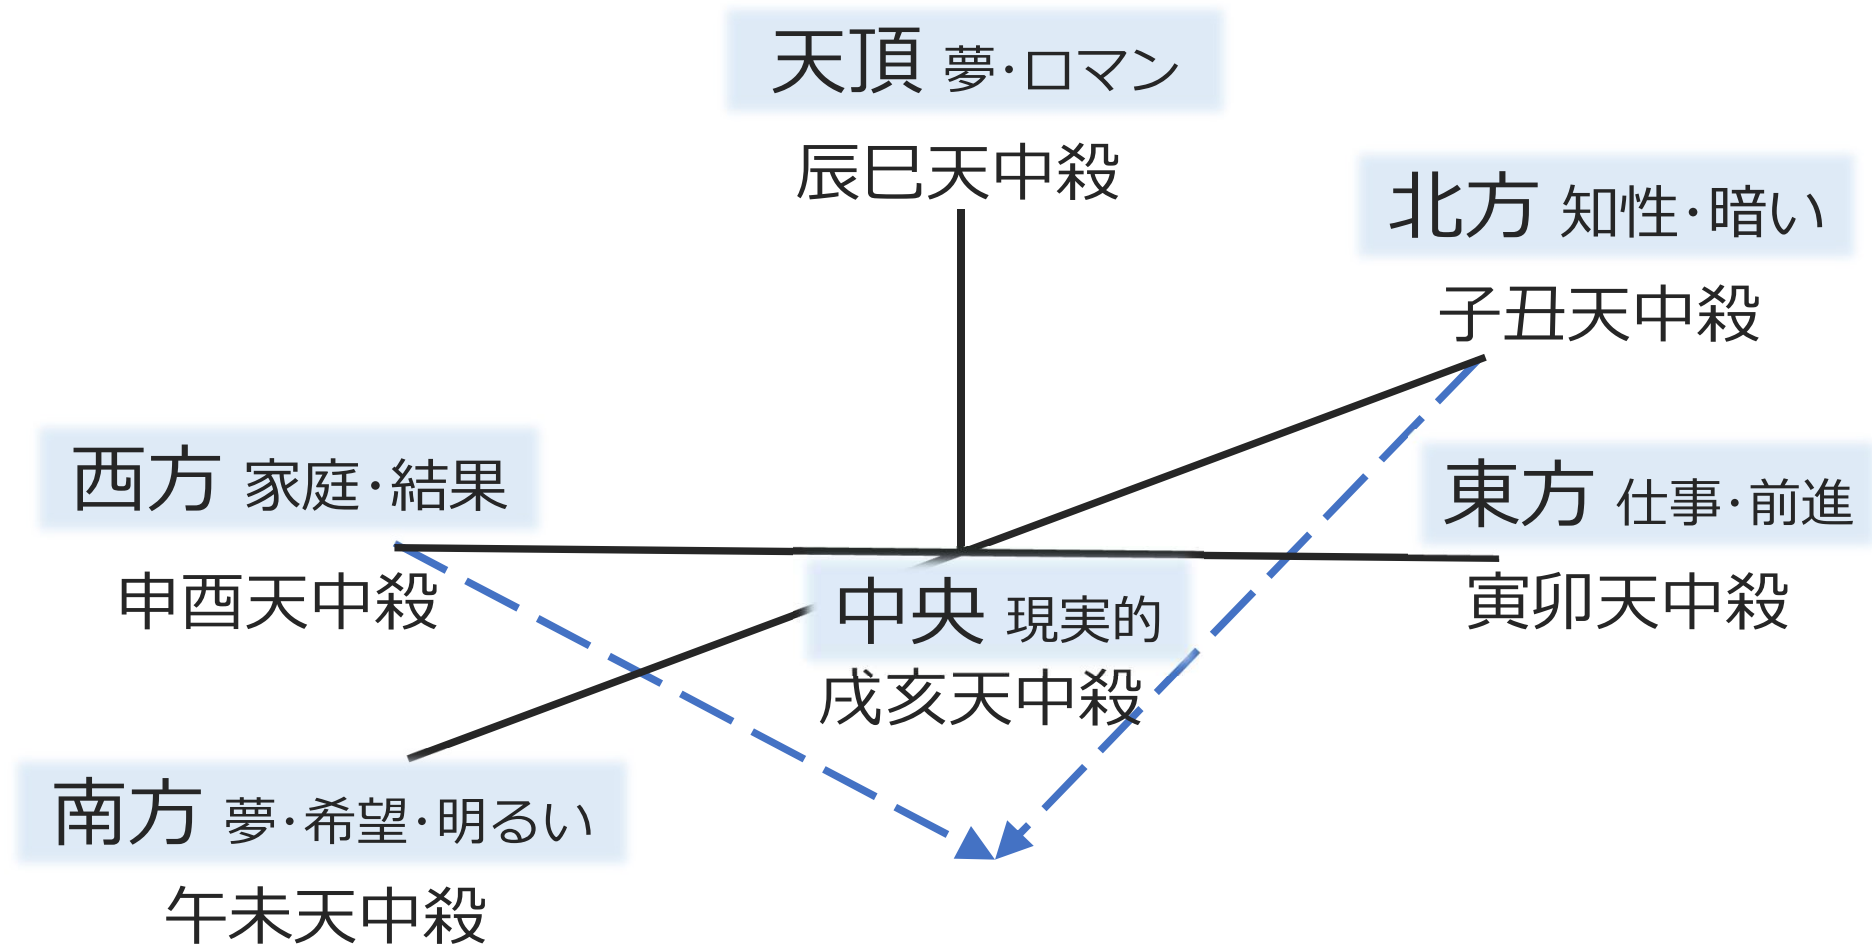 天頂 夢・ロマン
辰巳天中殺
北方 知性・暗い
子丑天中殺
西方 家庭・結果
申酉天中殺
東方 仕事・前進
寅卯天中殺
中央 現実的
戌亥天中殺
南方 夢・希望・明るい
午未天中殺